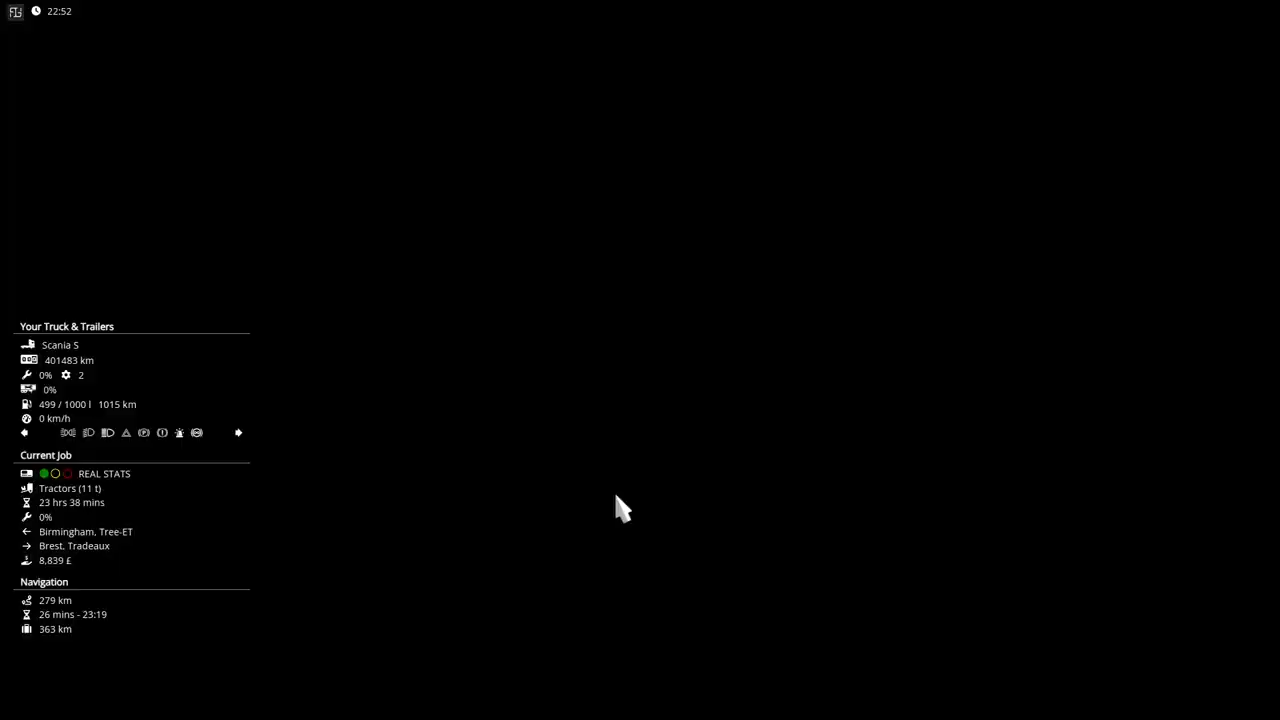 22:52
Your Truck & Trailers
Scania S
401483 km
0% 2
0%
499 / 1000 l 1015 km
0 km/h
Current Job
REAL STATS
Tractors (11 t)
23 hrs 38 mins
0%
Birmingham, Tree-ET
Brest, Tradeaux
8,839 £
Navigation
279 km
26 mins - 23:19
363 km